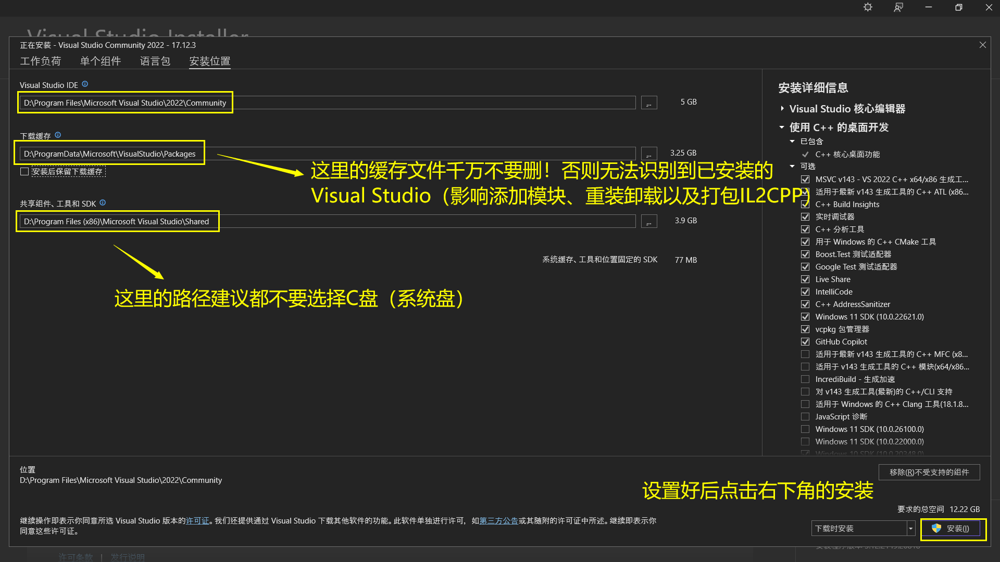 Visual Studio Installer
正在安装 - Visual Studio Community 2022 - 17.12.3
工作负荷 单个组件 语言包 安装位置
Visual Studio IDE
D:\Program Files\Microsoft Visual Studio\2022\Community
...
5 GB
下载缓存
D:\ProgramData\Microsoft\VisualStudio\Packages
...
3.25 GB
安装后保留下载缓存
这里的缓存文件千万不要删！否则无法识别到已安装的
Visual Studio（影响添加模块、重装卸载以及打包IL2CPP）
共享组件、工具和 SDK
D:\Program Files (x86)\Microsoft Visual Studio\Shared
...
3.9 GB
系统缓存、工具和位置固定的 SDK 77 MB
这里的路径建议都不要选择C盘（系统盘）
安装详细信息
Visual Studio 核心编辑器
使用 C++ 的桌面开发
已包含
C++ 核心桌面功能
可选
MSVC v143 - VS 2022 C++ x64/x86 生成工...
适用于最新 v143 生成工具的 C++ ATL (x86...
C++ Build Insights
实时调试器
C++ 分析工具
用于 Windows 的 C++ CMake 工具
Boost.Test 测试适配器
Google Test 测试适配器
Live Share
IntelliCode
C++ AddressSanitizer
Windows 11 SDK (10.0.22621.0)
vcpkg 包管理器
GitHub Copilot
适用于最新 v143 生成工具的 C++ MFC (x8...
适用于 v143 生成工具的 C++ 模块(x64/x86...
IncrediBuild - 生成加速
对 v143 生成工具(最新)的 C++/CLI 支持
适用于 Windows 的 C++ Clang 工具(18.1.8...
JavaScript 诊断
Windows 11 SDK (10.0.26100.0)
Windows 11 SDK (10.0.22000.0)
Windows 10 SDK (10.0.20348.0)
位置
D:\Program Files\Microsoft Visual Studio\2022\Community
移除(R)不受支持的组件
设置好后点击右下角的安装
要求的总空间 12.22 GB
继续操作即表示你同意所选 Visual Studio 版本的许可证。我们还提供通过 Visual Studio 下载其他软件的功能。此软件单独进行许可，如第三方公告或其随附的许可证中所述。继续即表示你
同意这些许可证。
下载时安装
安装(I)
许可条款 | 发行说明